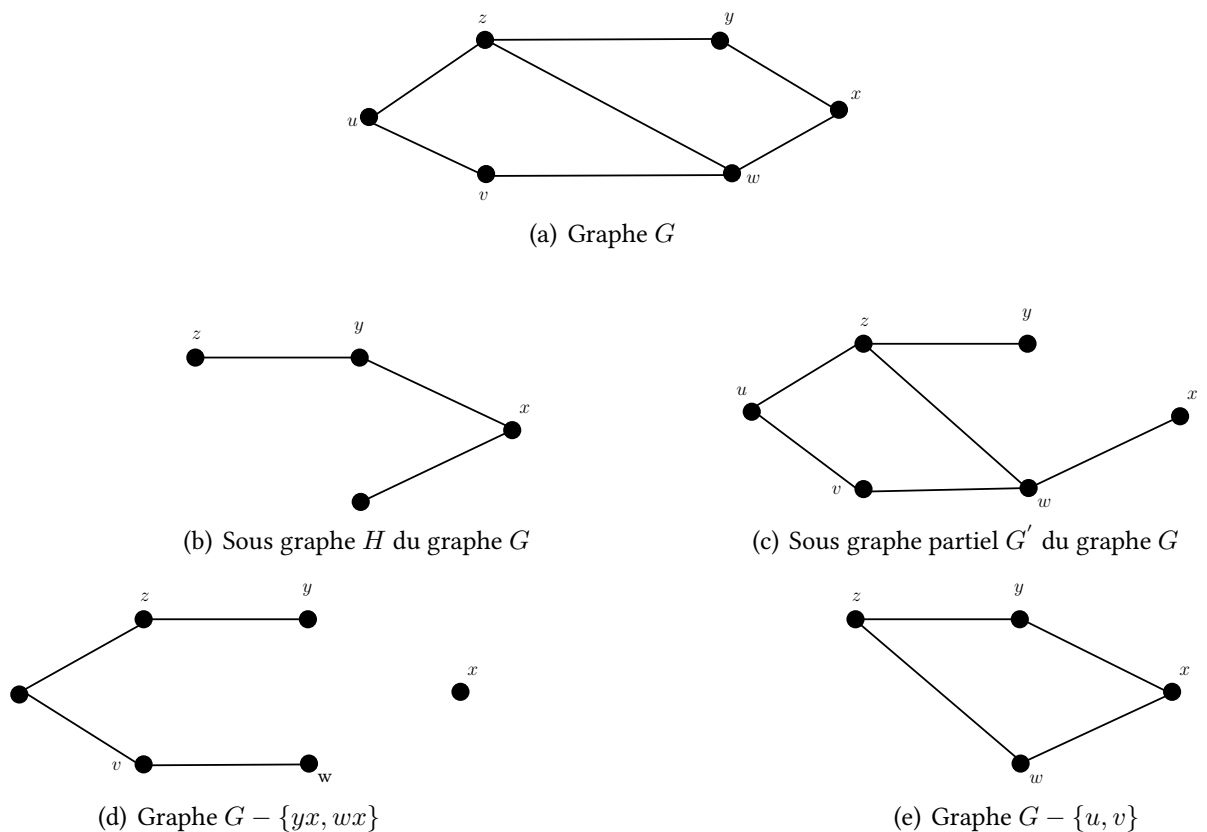 z y
u x
v w
(a) Graphe G
z y
x
(b) Sous graphe H du graphe G
z y
u x
v w
(c) Sous graphe partiel G′ du graphe G
z y
x
v w
(d) Graphe G − {yx, wx}
z y
x
w
(e) Graphe G − {u, v}